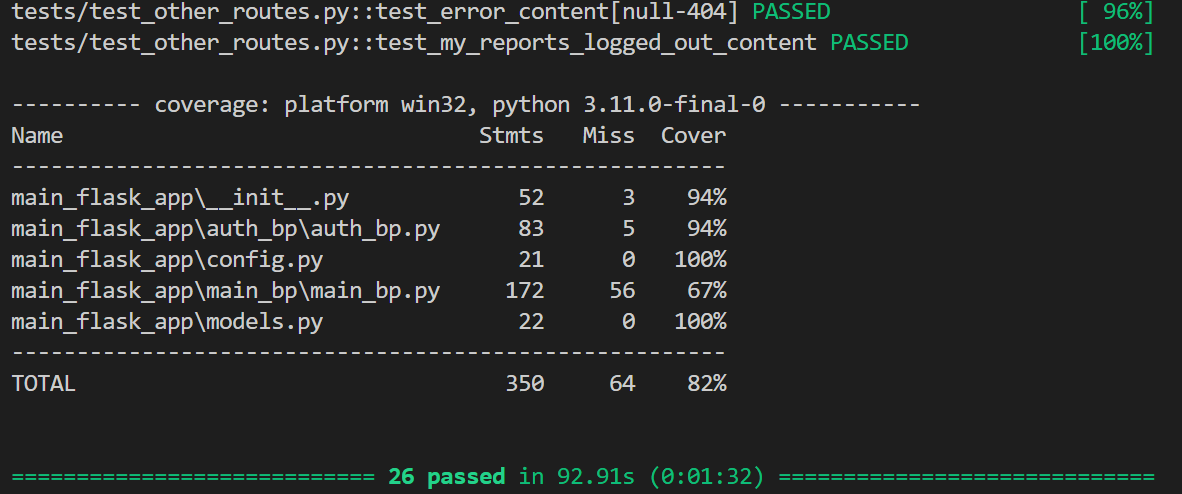 tests/test_other_routes.py::test_error_content[null-404] PASSED [ 96%]
tests/test_other_routes.py::test_my_reports_logged_out_content PASSED [100%]
---------- coverage: platform win32, python 3.11.0-final-0 -----------
Name Stmts Miss Cover
-------------------------------------------------------
main_flask_app\__init__.py 52 3 94%
main_flask_app\auth_bp\auth_bp.py 83 5 94%
main_flask_app\config.py 21 0 100%
main_flask_app\main_bp\main_bp.py 172 56 67%
main_flask_app\models.py 22 0 100%
-------------------------------------------------------
TOTAL 350 64 82%
============================ 26 passed in 92.91s (0:01:32) =============================